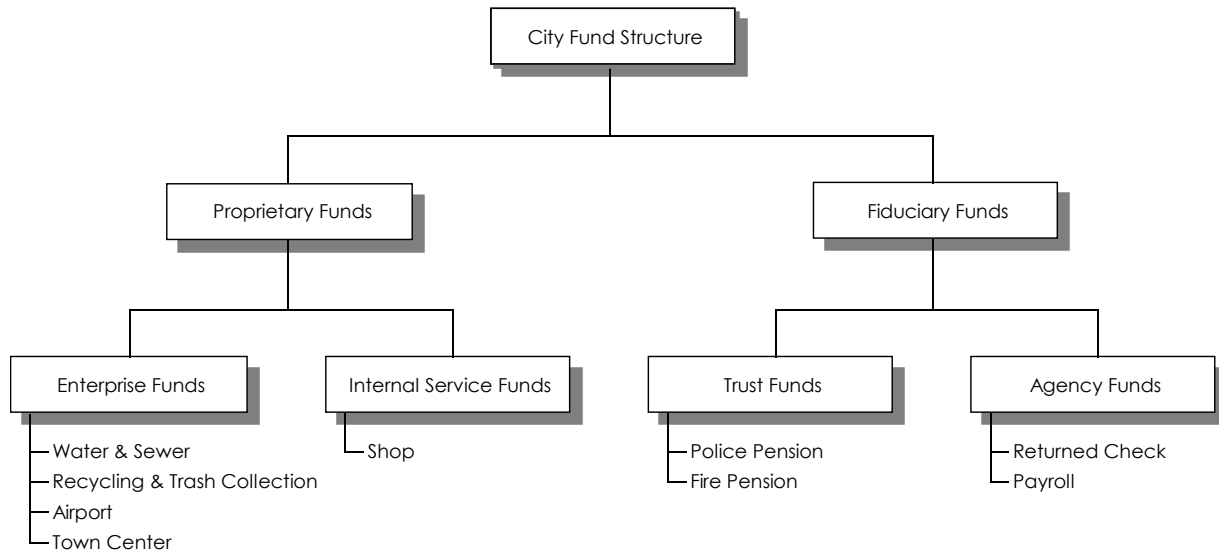 City Fund Structure
Proprietary Funds
Fiduciary Funds
Enterprise Funds
Internal Service Funds
Trust Funds
Agency Funds
Water & Sewer
Recycling & Trash Collection
Airport
Town Center
Shop
Police Pension
Fire Pension
Returned Check
Payroll